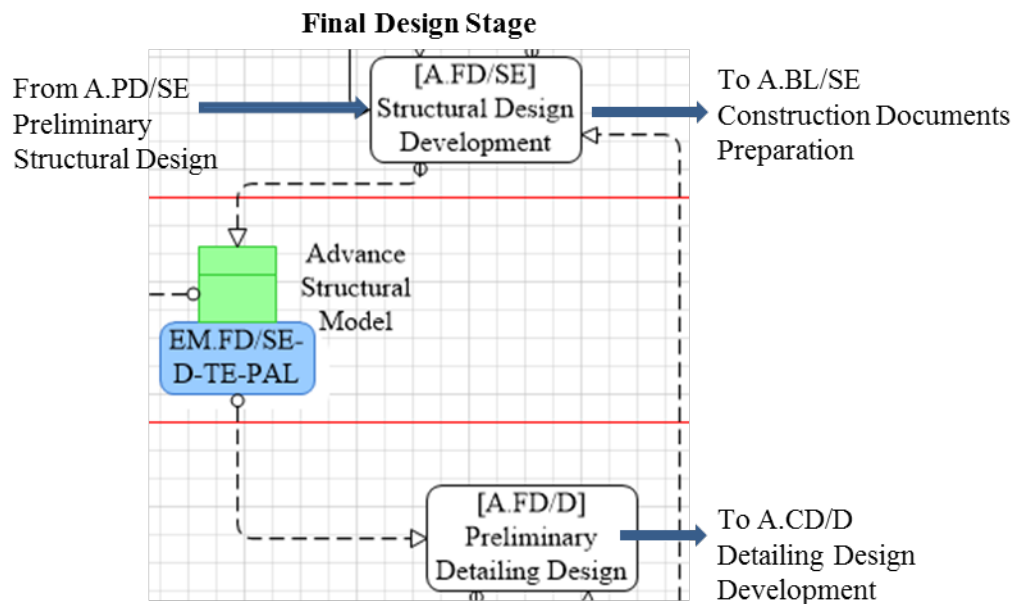 Final Design Stage
From A.PD/SE
Preliminary
Structural Design
[A.FD/SE]
Structural Design
Development
To A.BL/SE
Construction Documents
Preparation
Advance
Structural
Model
EM.FD/SE-
D-TE-PAL
[A.FD/D]
Preliminary
Detailing Design
To A.CD/D
Detailing Design
Development